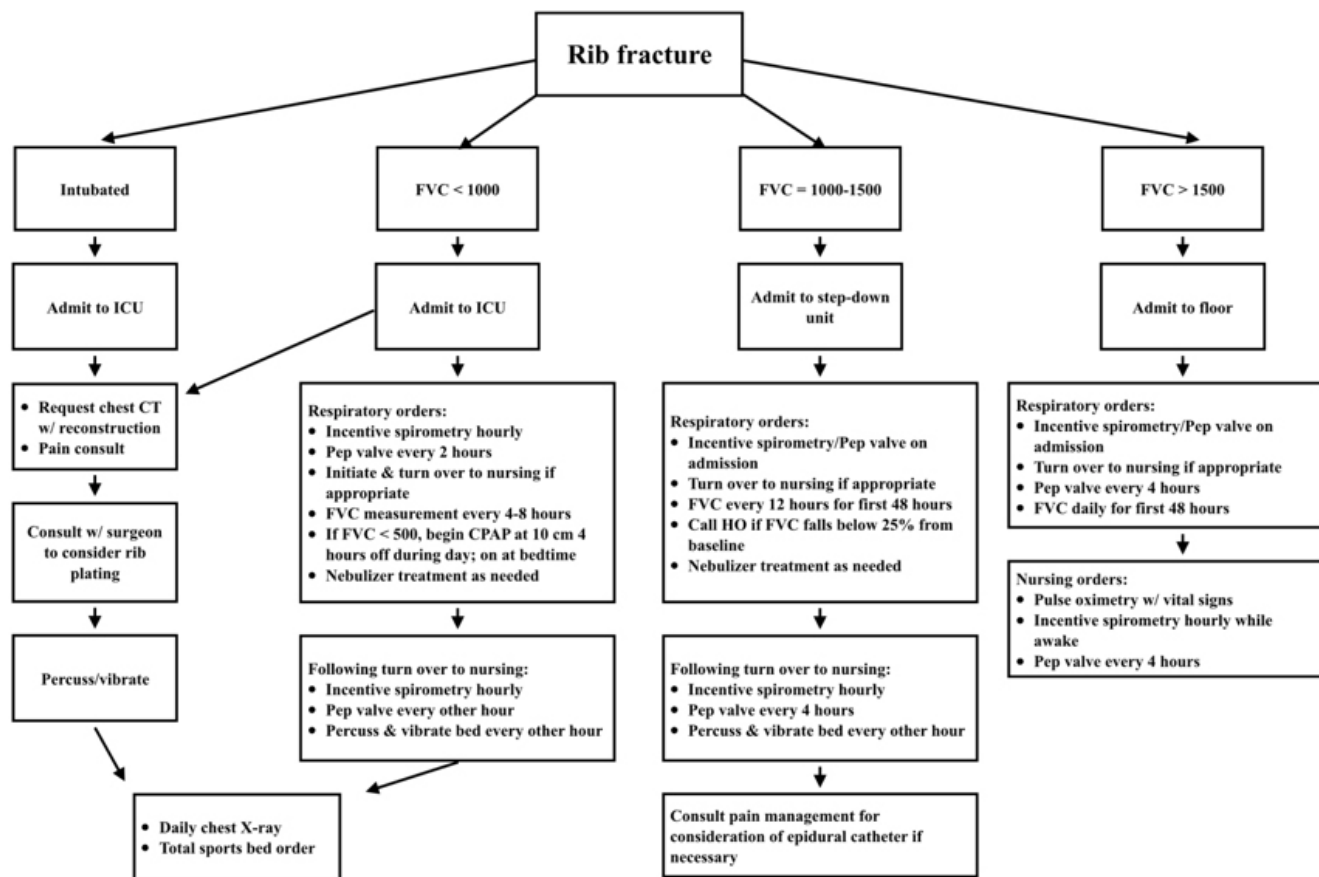 Rib fracture
Intubated
FVC < 1000
FVC = 1000-1500
FVC > 1500
Admit to ICU
Admit to ICU
Admit to step-down
unit
Admit to floor
• Request chest CT
w/ reconstruction
• Pain consult
Consult w/ surgeon
to consider rib
plating
Percuss/vibrate
Respiratory orders:
• Incentive spirometry hourly
• Pep valve every 2 hours
• Initiate & turn over to nursing if
appropriate
• FVC measurement every 4-8 hours
• If FVC < 500, begin CPAP at 10 cm 4
hours off during day; on at bedtime
• Nebulizer treatment as needed
Following turn over to nursing:
• Incentive spirometry hourly
• Pep valve every other hour
• Percuss & vibrate bed every other hour
• Daily chest X-ray
• Total sports bed order
Respiratory orders:
• Incentive spirometry/Pep valve on
admission
• Turn over to nursing if appropriate
• FVC every 12 hours for first 48 hours
• Call HO if FVC falls below 25% from
baseline
• Nebulizer treatment as needed
Following turn over to nursing:
• Incentive spirometry hourly
• Pep valve every 4 hours
• Percuss & vibrate bed every other hour
Consult pain management for
consideration of epidural catheter if
necessary
Respiratory orders:
• Incentive spirometry/Pep valve on
admission
• Turn over to nursing if appropriate
• Pep valve every 4 hours
• FVC daily for first 48 hours
Nursing orders:
• Pulse oximetry w/ vital signs
• Incentive spirometry hourly while
awake
• Pep valve every 4 hours